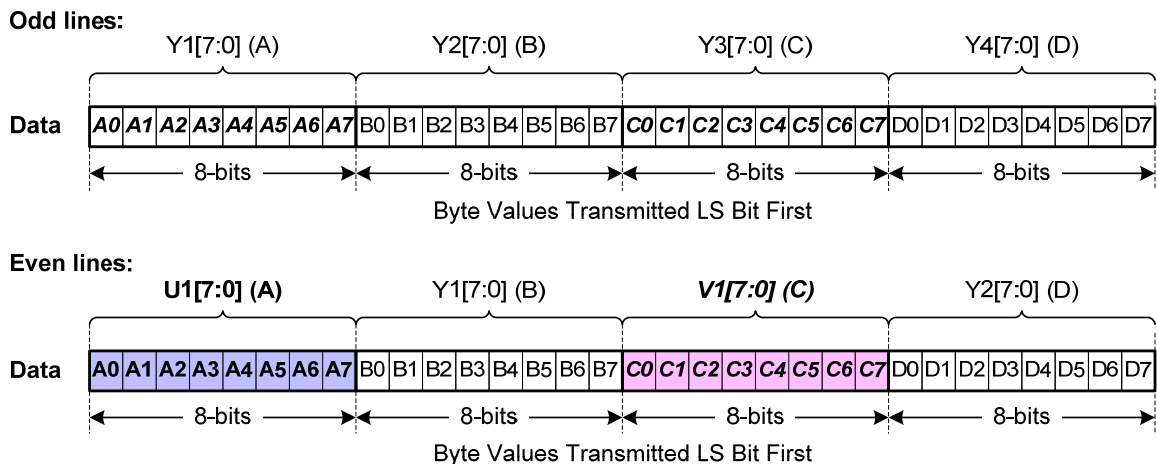 Odd lines:
Y1[7:0] (A) Y2[7:0] (B) Y3[7:0] (C) Y4[7:0] (D)
Data A0 A1 A2 A3 A4 A5 A6 A7 B0 B1 B2 B3 B4 B5 B6 B7 C0 C1 C2 C3 C4 C5 C6 C7 D0 D1 D2 D3 D4 D5 D6 D7
8-bits 8-bits 8-bits 8-bits
Byte Values Transmitted LS Bit First
Even lines:
U1[7:0] (A) Y1[7:0] (B) V1[7:0] (C) Y2[7:0] (D)
Data A0 A1 A2 A3 A4 A5 A6 A7 B0 B1 B2 B3 B4 B5 B6 B7 C0 C1 C2 C3 C4 C5 C6 C7 D0 D1 D2 D3 D4 D5 D6 D7
8-bits 8-bits 8-bits 8-bits
Byte Values Transmitted LS Bit First